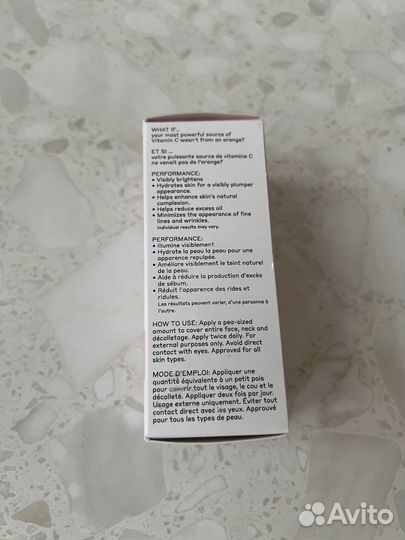 WHAT IF...
your most powerful source of
Vitamin C wasn't from an orange?
ET SI ...
votre puissante source de vitamine C
ne venait pas de l'orange?
PERFORMANCE:
• Visibly brightens
• Hydrates skin for a visibly plumper
appearance.
• Helps enhance skin's natural
complexion.
• Helps reduce excess oil
• Minimizes the appearance of fine
lines and wrinkles.
Individual results may vary.
PERFORMANCE:
• Illumine visiblement
• Hydrate la peau la peau pour une
apparence repulpée.
• Améliore visiblement le teint naturel
de la peau.
• Aide à réduire la production d'excès
de sébum.
• Réduit l'apparence des rides et
ridules.
Les résultats peuvent varier, d'une personne à
l'autre.
HOW TO USE: Apply a pea-sized
amount to cover entire face, neck and
décolletage. Apply twice daily. For
external purposes only. Avoid direct
contact with eyes. Approved for all
skin types.
MODE D'EMPLOI: Appliquer une
quantité équivalente à un petit pois
pour couvrir tout le visage, le cou et le
décolleté. Appliquer deux fois par jour.
Usage externe uniquement. Éviter tout
contact direct avec les yeux. Approuvé
pour tous les types de peau.
Avito